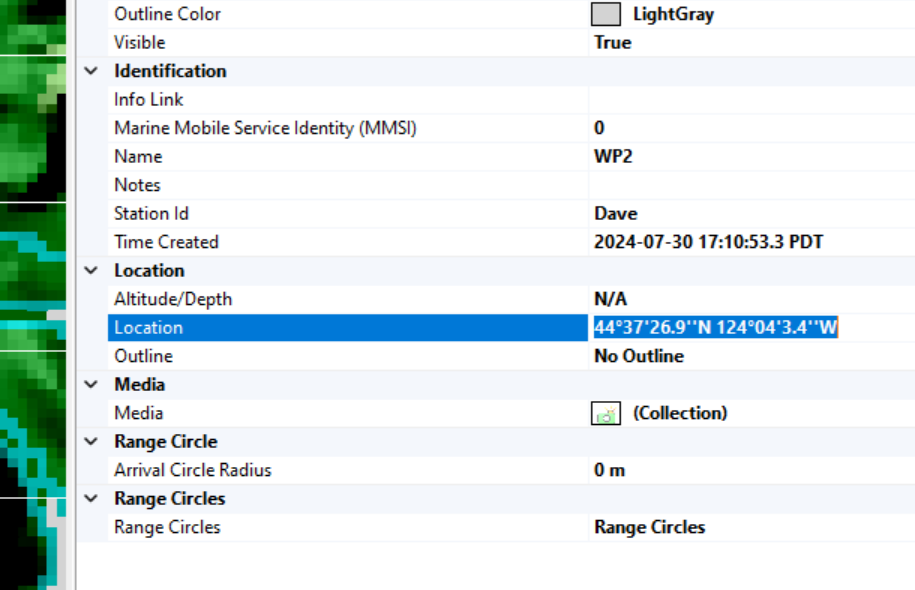 Outline Color LightGray
Visible True
Identification
Info Link
Marine Mobile Service Identity (MMSI) 0
Name WP2
Notes
Station Id Dave
Time Created 2024-07-30 17:10:53.3 PDT
Location
Altitude/Depth N/A
Location 44°37'26.9''N 124°04'3.4''W
Outline No Outline
Media
Media (Collection)
Range Circle
Arrival Circle Radius 0 m
Range Circles
Range Circles Range Circles